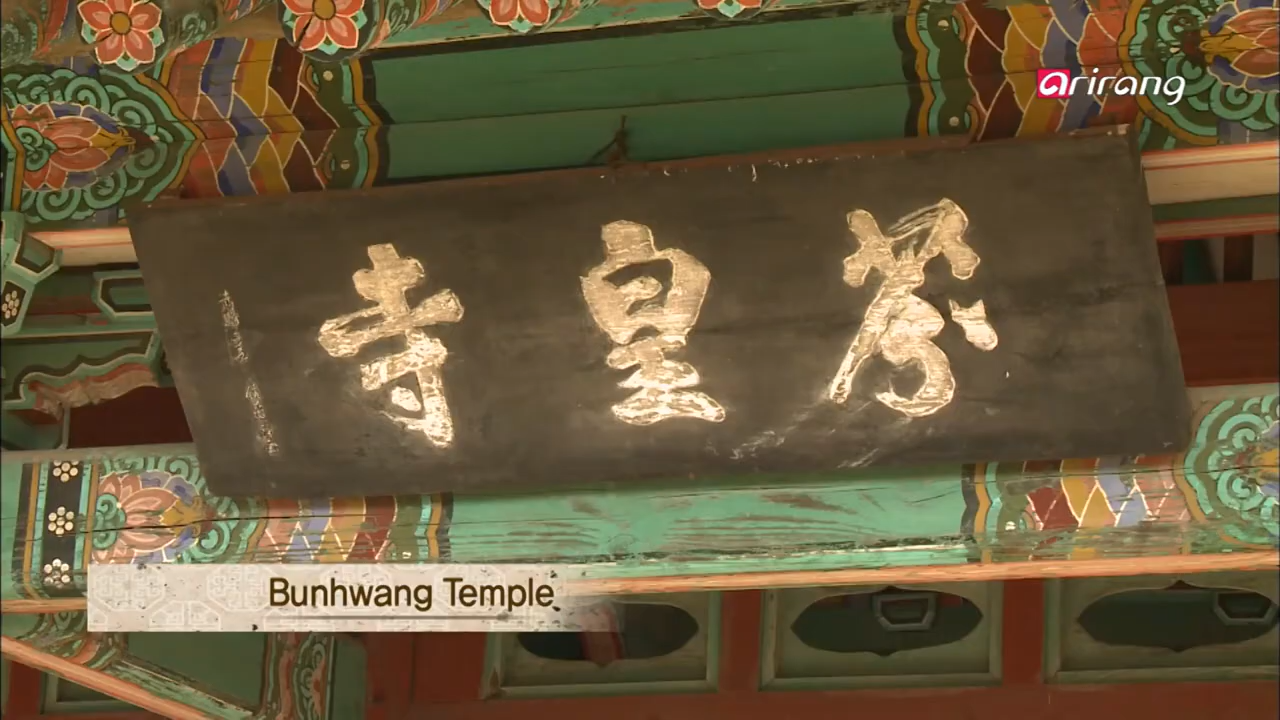 arirang
芬皇寺
Bunhwang Temple